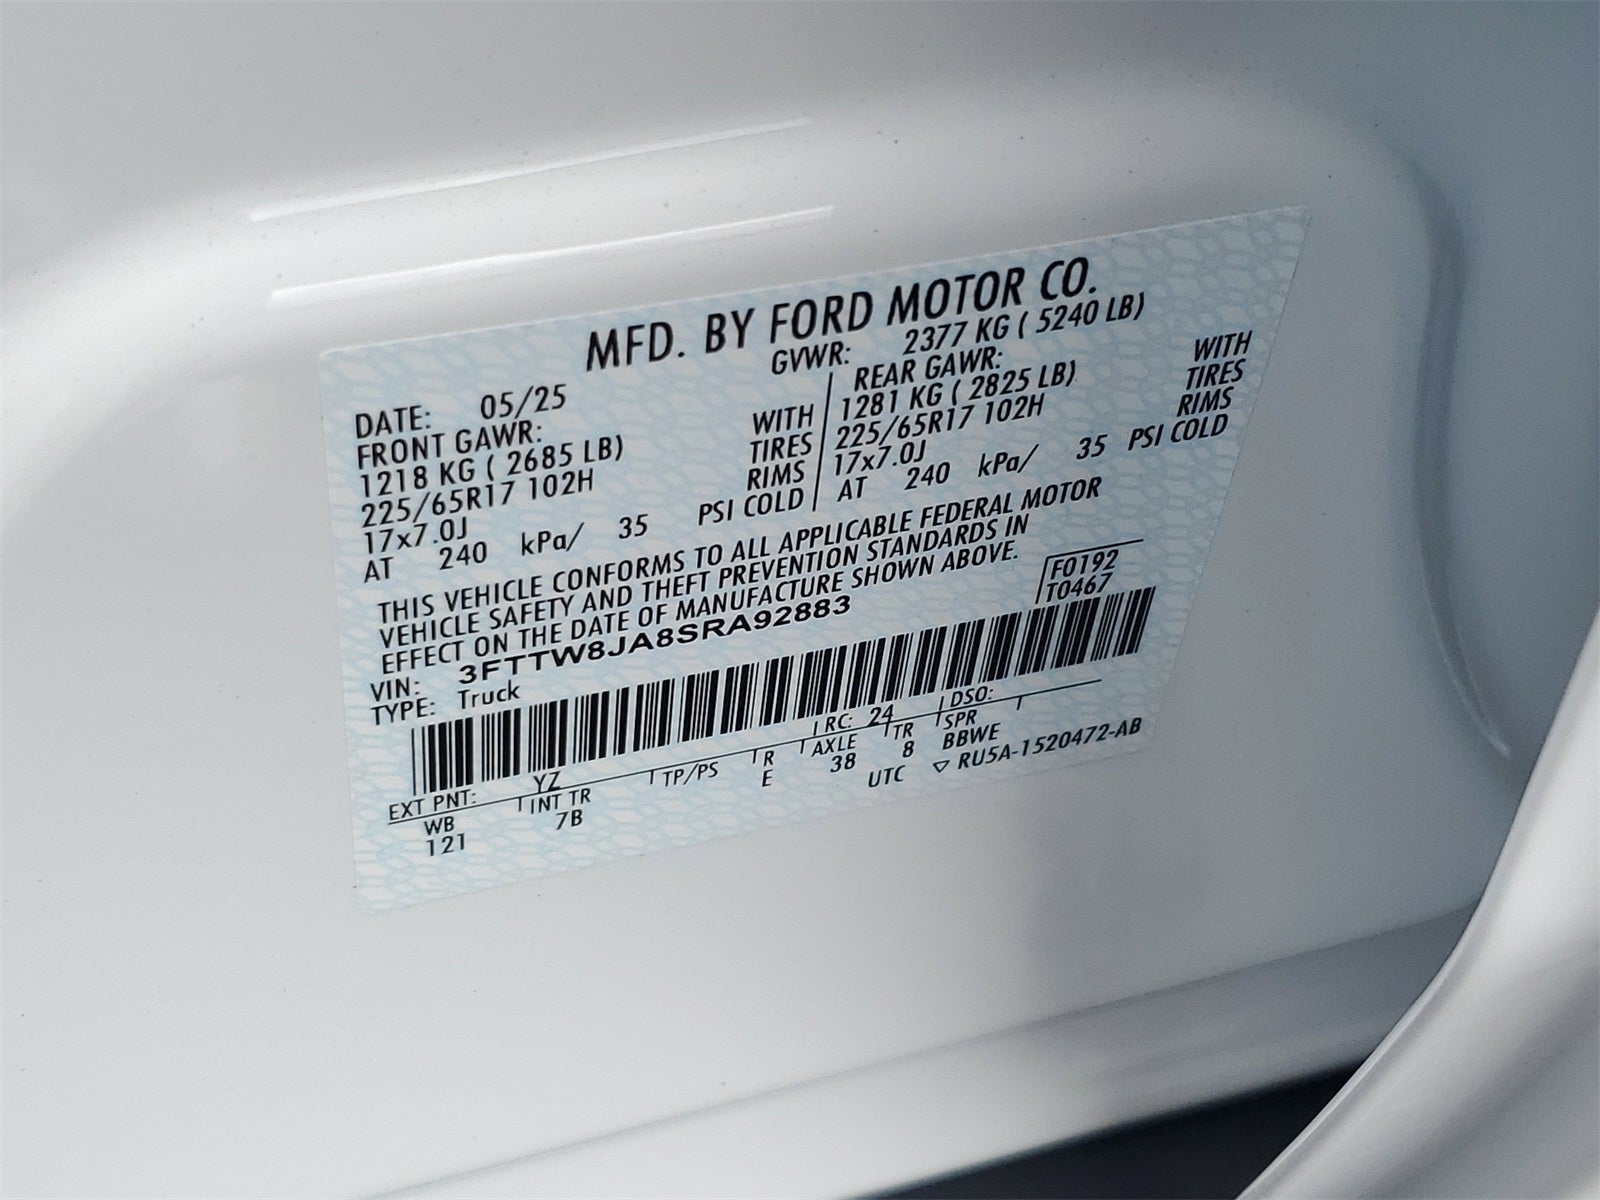 MFD. BY FORD MOTOR CO.
DATE: 05/25 GVWR: 2377 KG ( 5240 LB)
FRONT GAWR: REAR GAWR:
1218 KG ( 2685 LB) WITH 1281 KG ( 2825 LB) WITH
225/65R17 102H TIRES 225/65R17 102H TIRES
17x7.0J RIMS 17x7.0J RIMS
AT 240 kPa/ 35 PSI COLD AT 240 kPa/ 35 PSI COLD
THIS VEHICLE CONFORMS TO ALL APPLICABLE FEDERAL MOTOR
VEHICLE SAFETY AND THEFT PREVENTION STANDARDS IN
EFFECT ON THE DATE OF MANUFACTURE SHOWN ABOVE.
VIN: 3FTTW8JA8SRA92883 F0192
TYPE: Truck T0467
EXT PNT: YZ RC: 24 DSO:
WB INT TR TP/PS R AXLE TR SPR
121 7B E 38 8 BBWE
UTC ▽ RU5A-1520472-AB